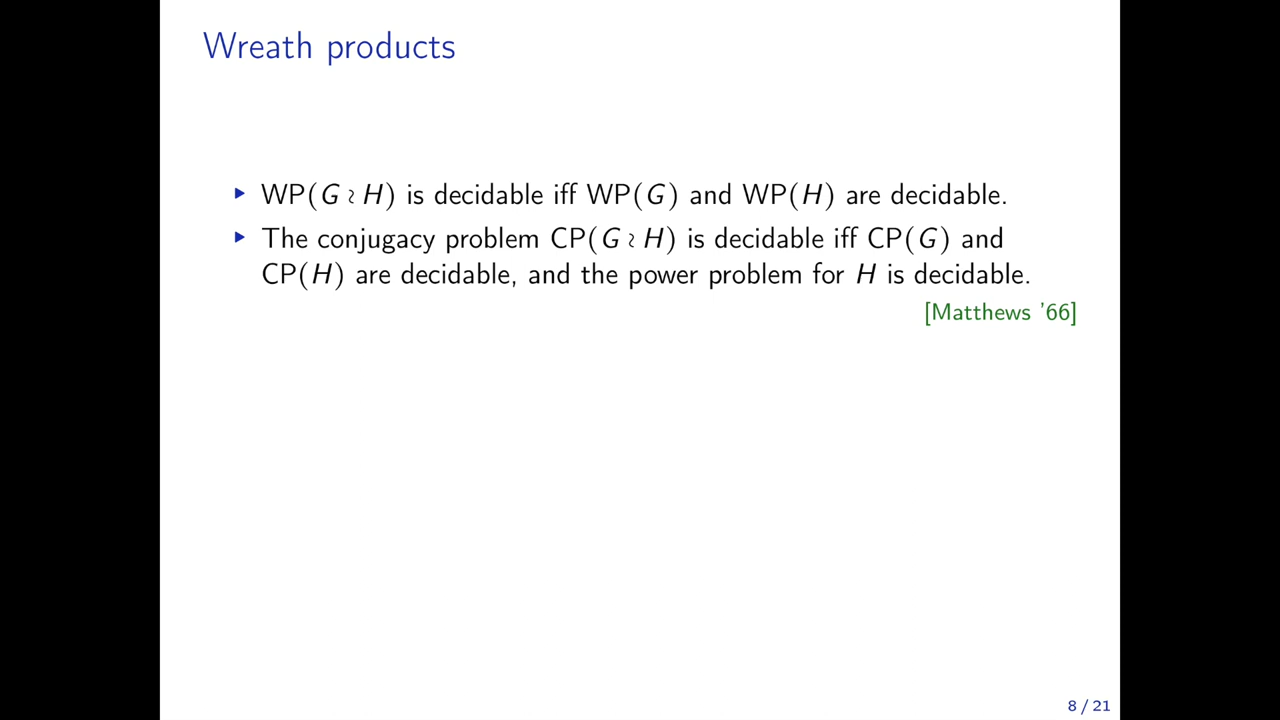 Wreath products
▶ WP(G ≀ H) is decidable iff WP(G) and WP(H) are decidable.
▶ The conjugacy problem CP(G ≀ H) is decidable iff CP(G) and
CP(H) are decidable, and the power problem for H is decidable.
[Matthews '66]
8 / 21